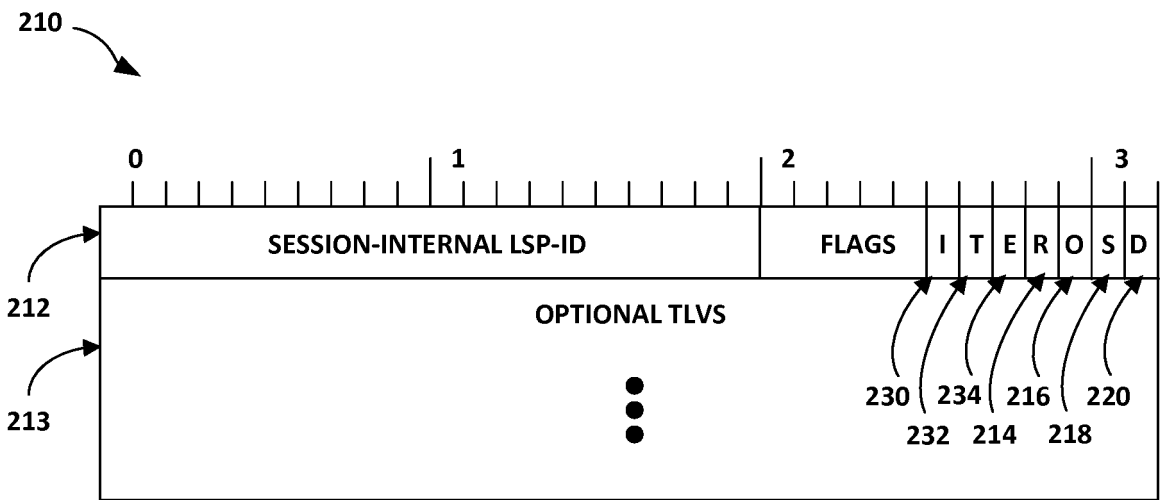 210
0 1 2 3
SESSION-INTERNAL LSP-ID FLAGS I T E R O S D
212
OPTIONAL TLVS
213
230 234 216 220
232 214 218